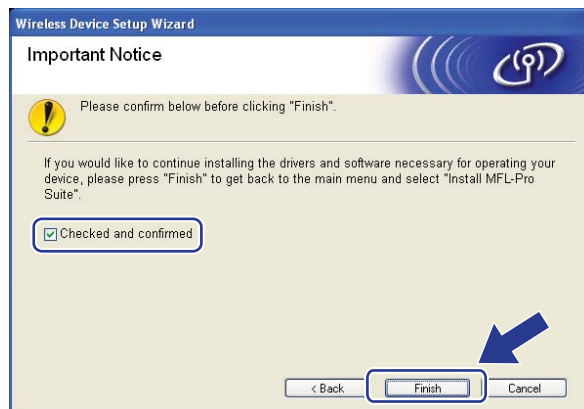 Wireless Device Setup Wizard
Important Notice
Please confirm below before clicking "Finish".
If you would like to continue installing the drivers and software necessary for operating your
device, please press "Finish" to get back to the main menu and select "Install MFL-Pro
Suite".
Checked and confirmed
< Back Finish Cancel